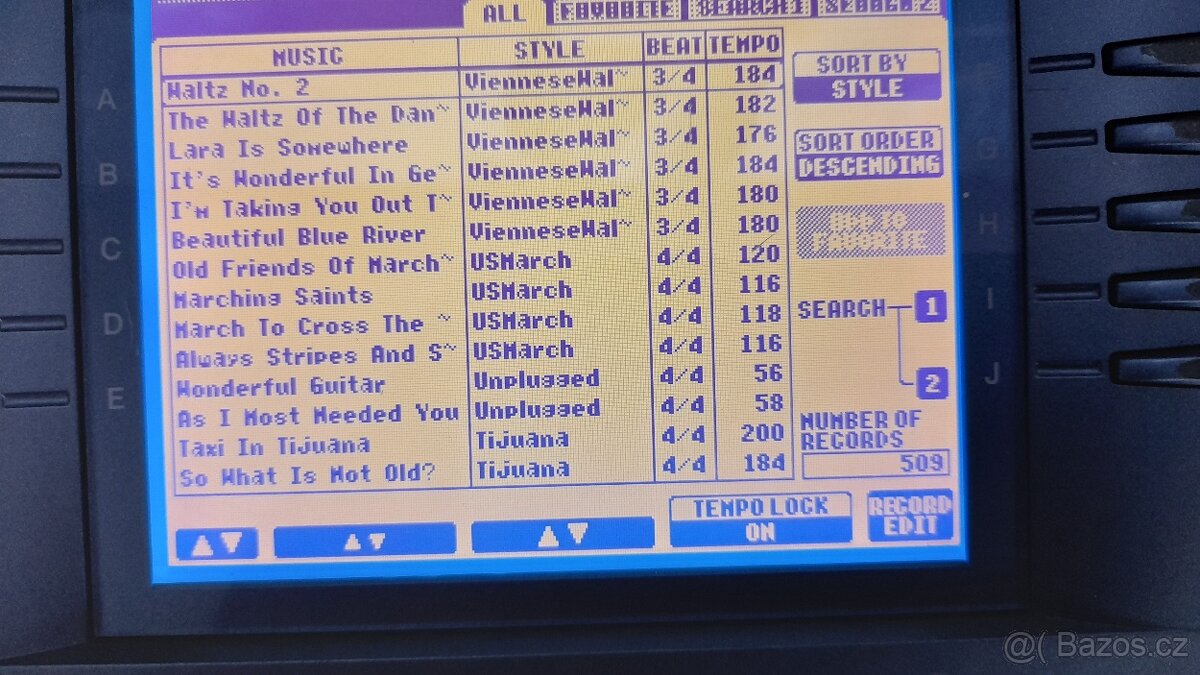 ALL FAVORITE SEARCH1 SEARCH2
MUSIC STYLE BEAT TEMPO
Waltz No. 2 VienneseWal~ 3/4 184
The Waltz Of The Dan~ VienneseWal~ 3/4 182
Lara Is Somewhere VienneseWal~ 3/4 176
It's Wonderful In Ge~ VienneseWal~ 3/4 184
I'm Taking You Out T~ VienneseWal~ 3/4 180
Beautiful Blue River VienneseWal~ 3/4 180
Old Friends Of March~ USMarch 4/4 120
Marching Saints USMarch 4/4 116
March To Cross The ~ USMarch 4/4 118
Always Stripes And S~ USMarch 4/4 116
Wonderful Guitar Unplugged 4/4 56
As I Most Needed You Unplugged 4/4 58
Taxi In Tijuana Tijuana 4/4 200
So What Is Not Old? Tijuana 4/4 184
SORT BY
STYLE
SORT ORDER
DESCENDING
ADD TO
FAVORITE
SEARCH 1
2
NUMBER OF
RECORDS
509
TEMPO LOCK
ON
RECORD
EDIT
A
B
C
D
E
F
G
H
I
J
@( Bazos.cz